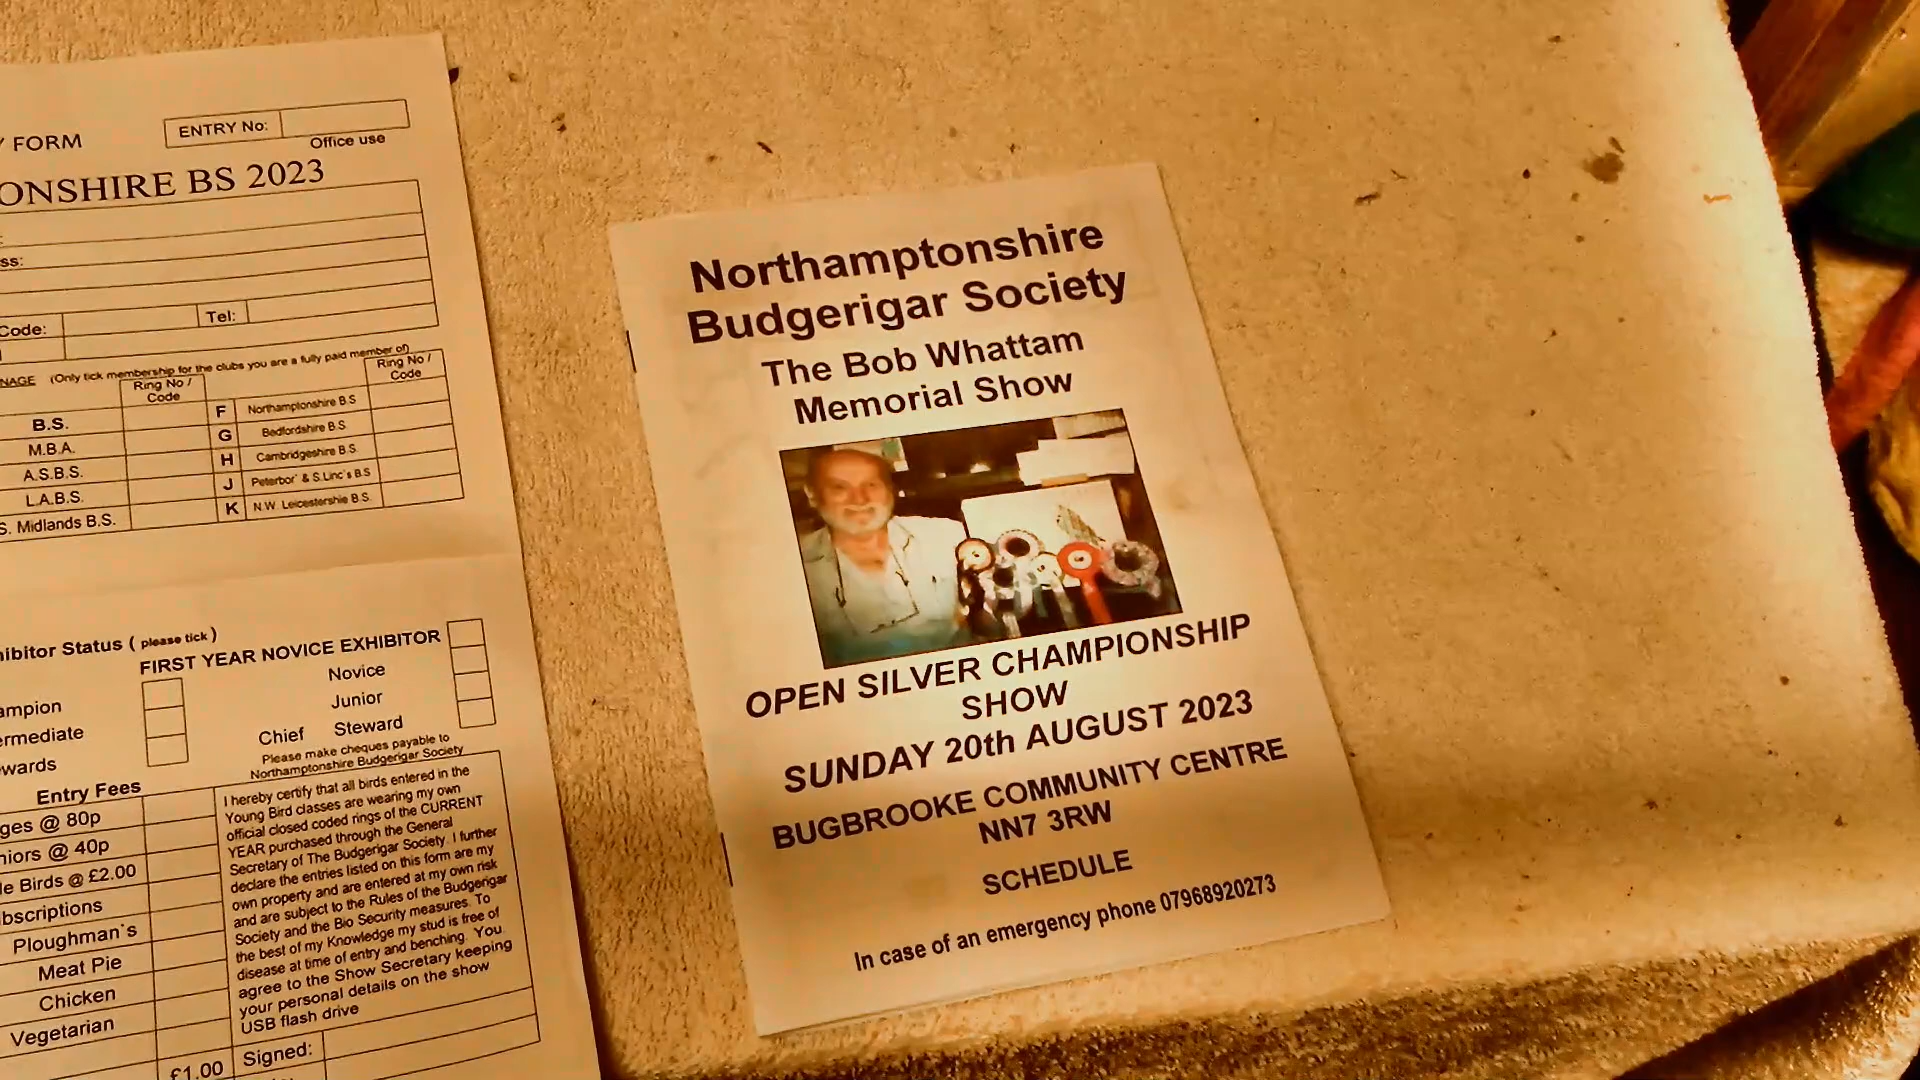 FORM
ENTRY No:
Office use
ONSHIRE BS 2023
ss:
Code:
Tel:
NAGE (Only tick membership for the clubs you are a fully paid member of)
Ring No / Code
Ring No / Code
B.S.
F Northamptonshire B.S
M.B.A.
G Bedfordshire B.S.
A.S.B.S.
H Cambridgeshire B.S.
L.A.B.S.
J Peterbor' & S.Linc's B.S
S. Midlands B.S.
K N.W. Leicestershie B.S.
hibitor Status ( please tick )
FIRST YEAR NOVICE EXHIBITOR
Novice
Junior
ampion
ermediate
Chief Steward
wards
Please make cheques payable to
Northamptonshire Budgerigar Society
Entry Fees
ges @ 80p
niors @ 40p
le Birds @ £2.00
bscriptions
Ploughman's
Meat Pie
Chicken
Vegetarian
£1.00
I hereby certify that all birds entered in the
Young Bird classes are wearing my own
official closed coded rings of the CURRENT
YEAR purchased through the General
Secretary of The Budgerigar Society. I further
declare the entries listed on this form are my
own property and are entered at my own risk
and are subject to the Rules of the Budgerigar
Society and the Bio Security measures. To
the best of my Knowledge my stud is free of
disease at time of entry and benching. You
agree to the Show Secretary keeping
your personal details on the show
USB flash drive
Signed:
Northamptonshire
Budgerigar Society
The Bob Whattam
Memorial Show
OPEN SILVER CHAMPIONSHIP
SHOW
SUNDAY 20th AUGUST 2023
BUGBROOKE COMMUNITY CENTRE
NN7 3RW
SCHEDULE
In case of an emergency phone 07968920273